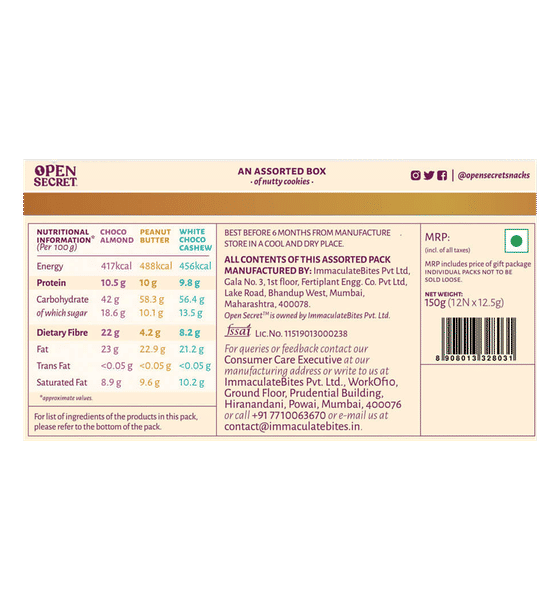 OPEN
SECRET
AN ASSORTED BOX
· of nutty cookies ·
@opensecretsnacks
NUTRITIONAL INFORMATION* (Per 100 g) CHOCO ALMOND PEANUT BUTTER WHITE CHOCO CASHEW
Energy 417kcal 488kcal 456kcal
Protein 10.5 g 10 g 9.8 g
Carbohydrate 42 g 58.3 g 56.4 g
of which sugar 18.6 g 10.1 g 13.5 g
Dietary Fibre 22 g 4.2 g 8.2 g
Fat 23 g 22.9 g 21.2 g
Trans Fat <0.05 g <0.05 g <0.05 g
Saturated Fat 8.9 g 9.6 g 10.2 g
*approximate values.
For list of ingredients of the products in this pack,
please refer to the bottom of the pack.
BEST BEFORE 6 MONTHS FROM MANUFACTURE
STORE IN A COOL AND DRY PLACE.
ALL CONTENTS OF THIS ASSORTED PACK
MANUFACTURED BY: ImmaculateBites Pvt Ltd,
Gala No. 3, 1st floor, Fertiplant Engg. Co. Pvt Ltd,
Lake Road, Bhandup West, Mumbai,
Maharashtra, 400078.
Open Secret™ is owned by ImmaculateBites Pvt. Ltd.
fssai Lic. No. 11519013000238
For queries or feedback contact our
Consumer Care Executive at our
manufacturing address or write to us at
ImmaculateBites Pvt. Ltd., WorkOf10,
Ground Floor, Prudential Building,
Hiranandani, Powai, Mumbai, 400076
or call +91 7710063670 or e-mail us at
contact@immaculatebites.in.
MRP:
(incl. of all taxes)
MRP includes price of gift package
INDIVIDUAL PACKS NOT TO BE
SOLD LOOSE.
NET WEIGHT:
150g (12N x 12.5g)
8 908013 328031